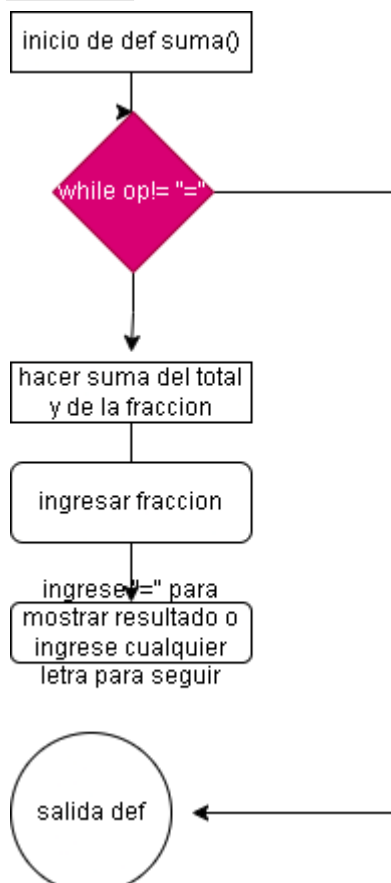 inicio de def suma()
while op!= "="
hacer suma del total
y de la fraccion
ingresar fraccion
ingrese "=" para
mostrar resultado o
ingrese cualquier
letra para seguir
salida def